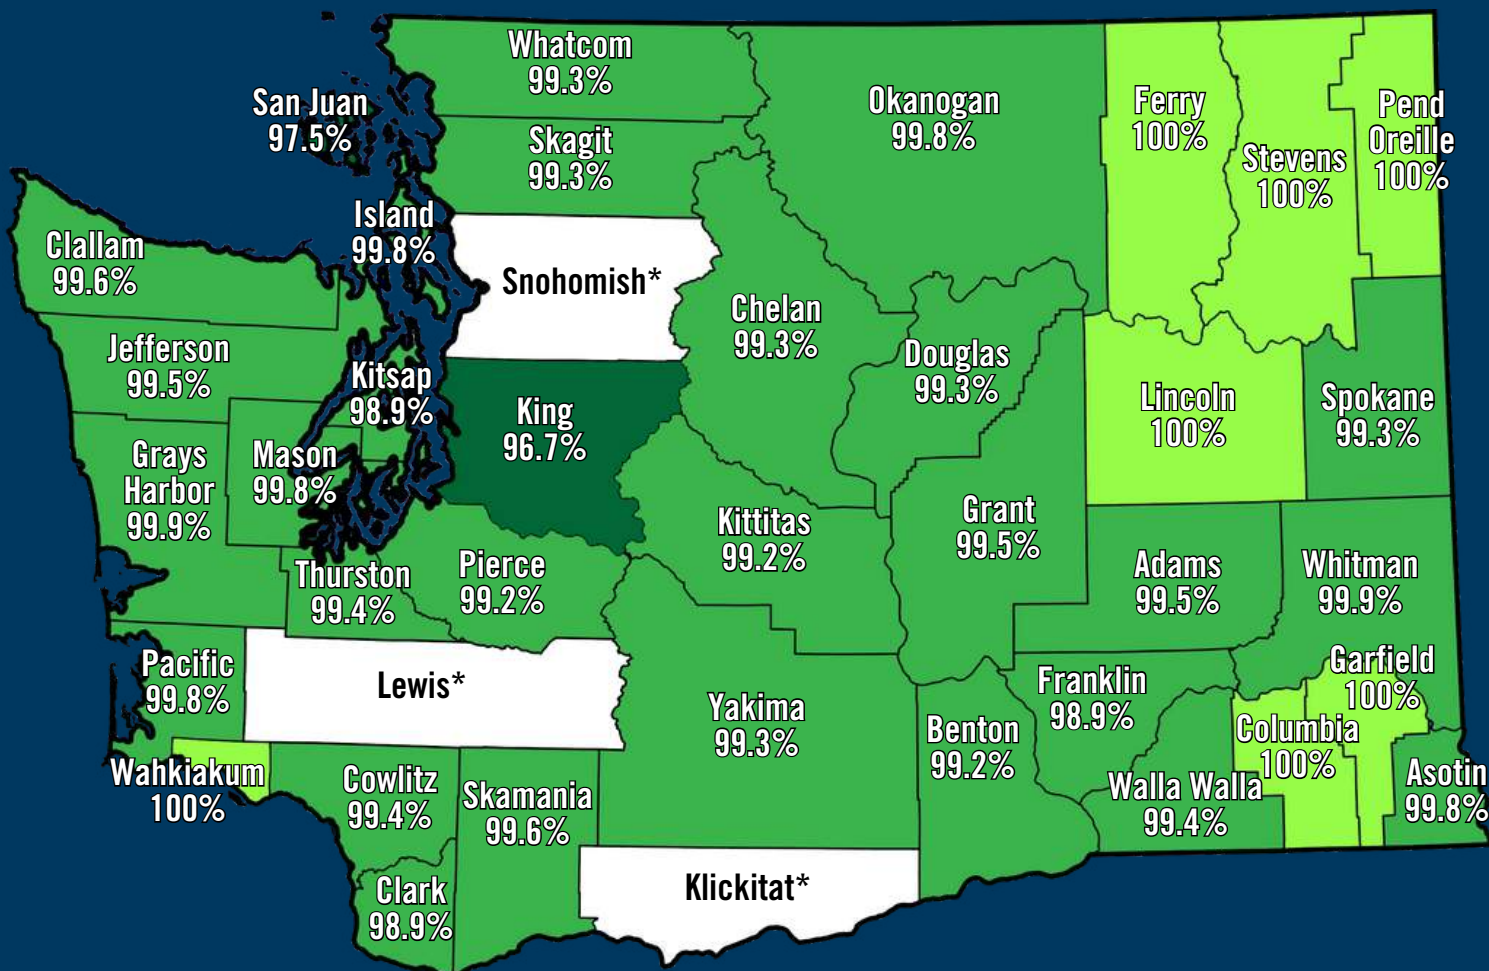 Whatcom
99.3%
San Juan
97.5%
Skagit
99.3%
Okanogan
99.8%
Ferry
100%
Stevens
100%
Pend
Oreille
100%
Island
99.8%
Clallam
99.6%
Snohomish*
Chelan
99.3%
Jefferson
99.5%
Kitsap
98.9%
King
96.7%
Douglas
99.3%
Lincoln
100%
Spokane
99.3%
Grays
Harbor
99.9%
Mason
99.8%
Kittitas
99.2%
Grant
99.5%
Thurston
99.4%
Pierce
99.2%
Adams
99.5%
Whitman
99.9%
Pacific
99.8%
Lewis*
Yakima
99.3%
Benton
99.2%
Franklin
98.9%
Garfield
100%
Columbia
100%
Wahkiakum
100%
Cowlitz
99.4%
Skamania
99.6%
Walla Walla
99.4%
Asotin
99.8%
Clark
98.9%
Klickitat*